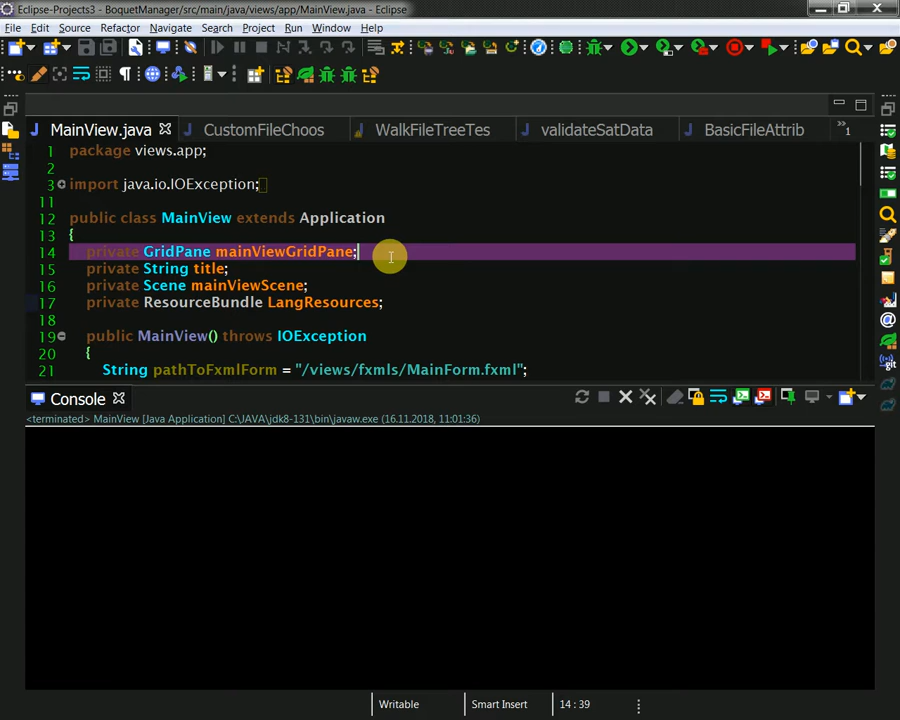 Eclipse-Projects3 - BoquetManager/src/main/java/views/app/MainView.java - Eclipse
File Edit Source Refactor Navigate Search Project Run Window Help
MainView.java CustomFileChoos WalkFileTreeTes validateSatData BasicFileAttrib »1
1 package views.app;
2
3 import java.io.IOException;
11
12 public class MainView extends Application
13 {
14 private GridPane mainViewGridPane;
15 private String title;
16 private Scene mainViewScene;
17 private ResourceBundle LangResources;
18
19 public MainView() throws IOException
20 {
21 String pathToFxmlForm = "/views/fxmls/MainForm.fxml";
Console
<terminated> MainView [Java Application] C:\JAVA\jdk8-131\bin\javaw.exe (16.11.2018, 11:01:36)
Writable Smart Insert 14 : 39